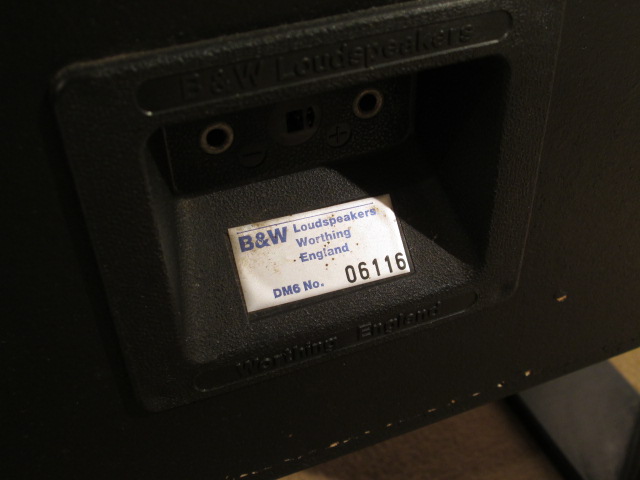 B&W Loudspeakers
- +
B&W Loudspeakers
Worthing
England
DM6 No. 06116
Worthing England